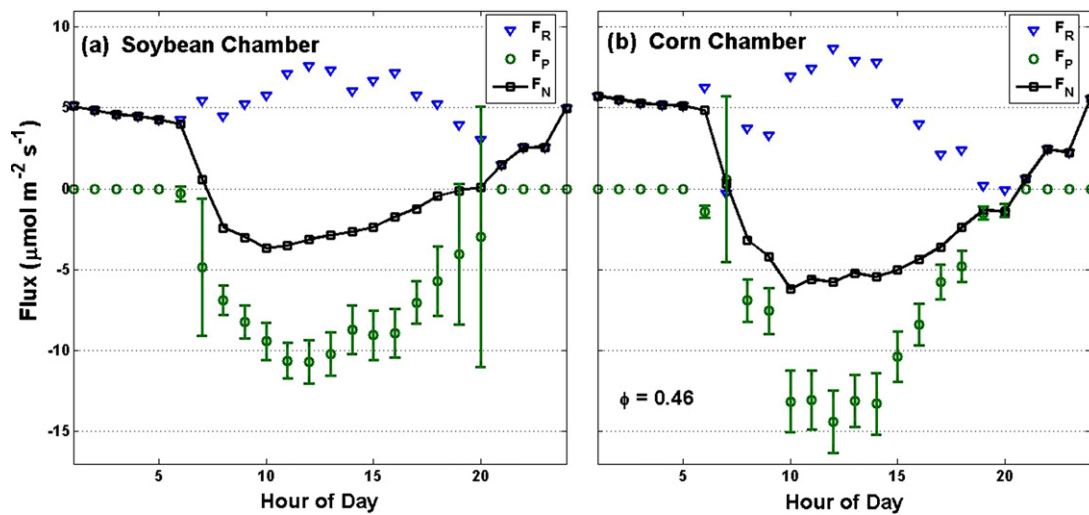 (a) Soybean Chamber
F_R
F_P
F_N
(b) Corn Chamber
F_R
F_P
F_N
10
5
0
-5
-10
-15
Flux (μmol m⁻² s⁻¹)
ϕ = 0.46
5 10 15 20
5 10 15 20
Hour of Day
Hour of Day